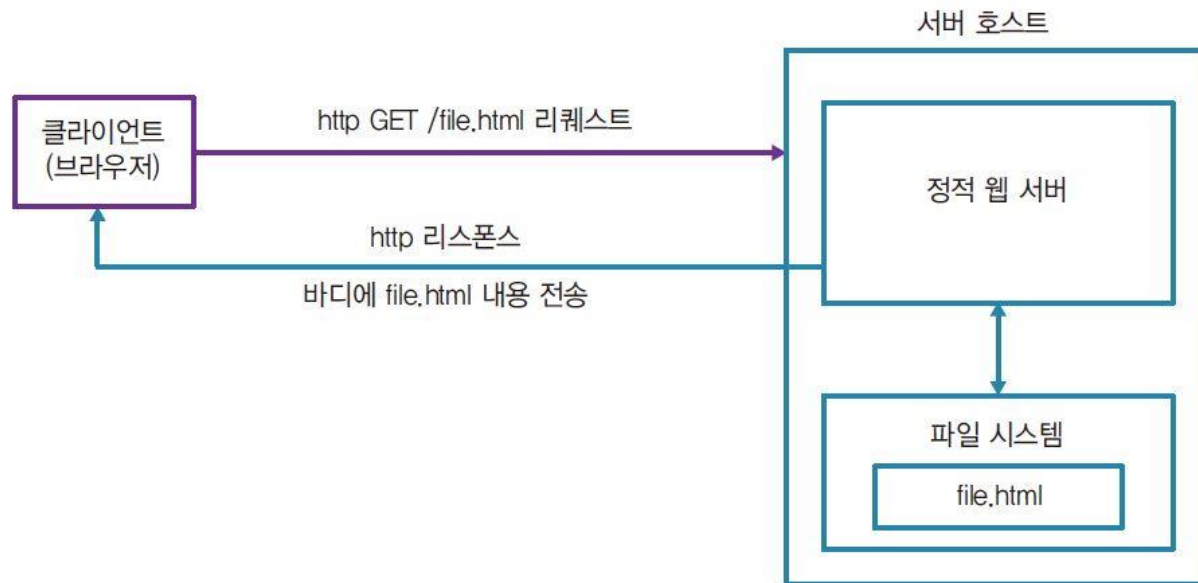 서버 호스트
클라이언트
(브라우저)
http GET /file.html 리퀘스트
정적 웹 서버
http 리스폰스
바디에 file.html 내용 전송
파일 시스템
file.html